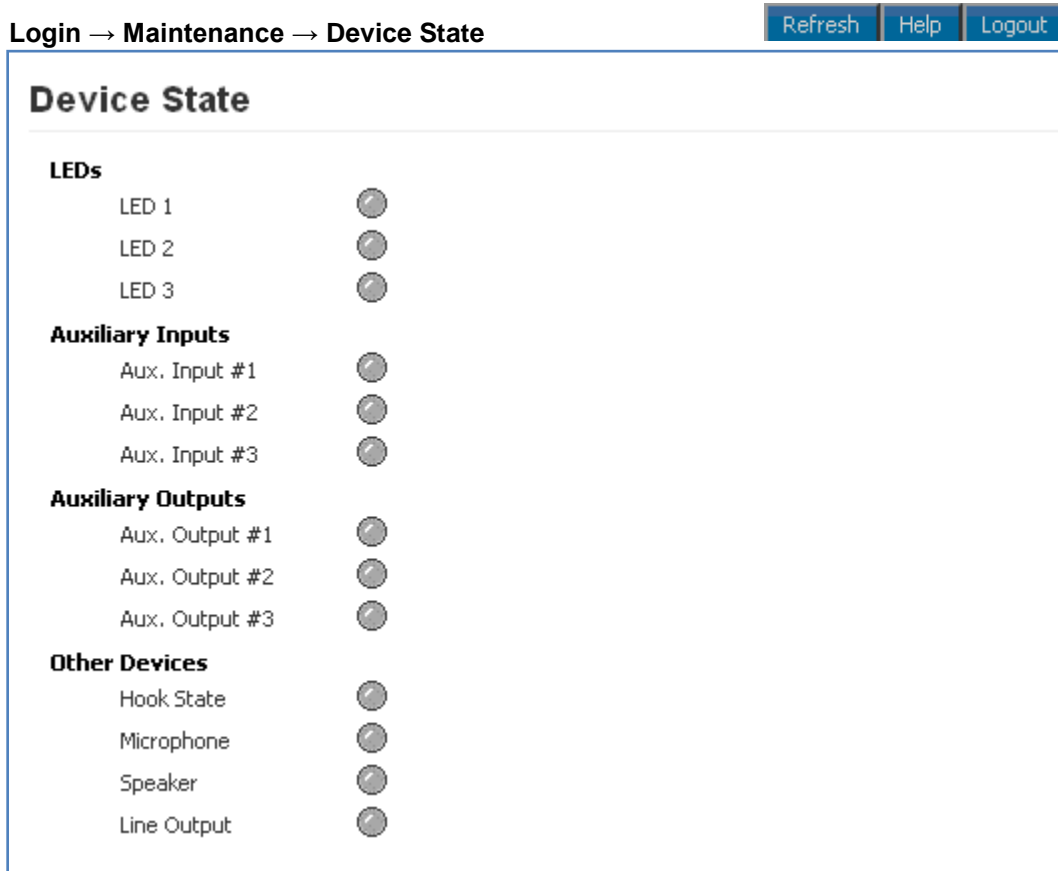 Login → Maintenance → Device State
Refresh Help Logout
Device State
LEDs
LED 1
LED 2
LED 3
Auxiliary Inputs
Aux. Input #1
Aux. Input #2
Aux. Input #3
Auxiliary Outputs
Aux. Output #1
Aux. Output #2
Aux. Output #3
Other Devices
Hook State
Microphone
Speaker
Line Output